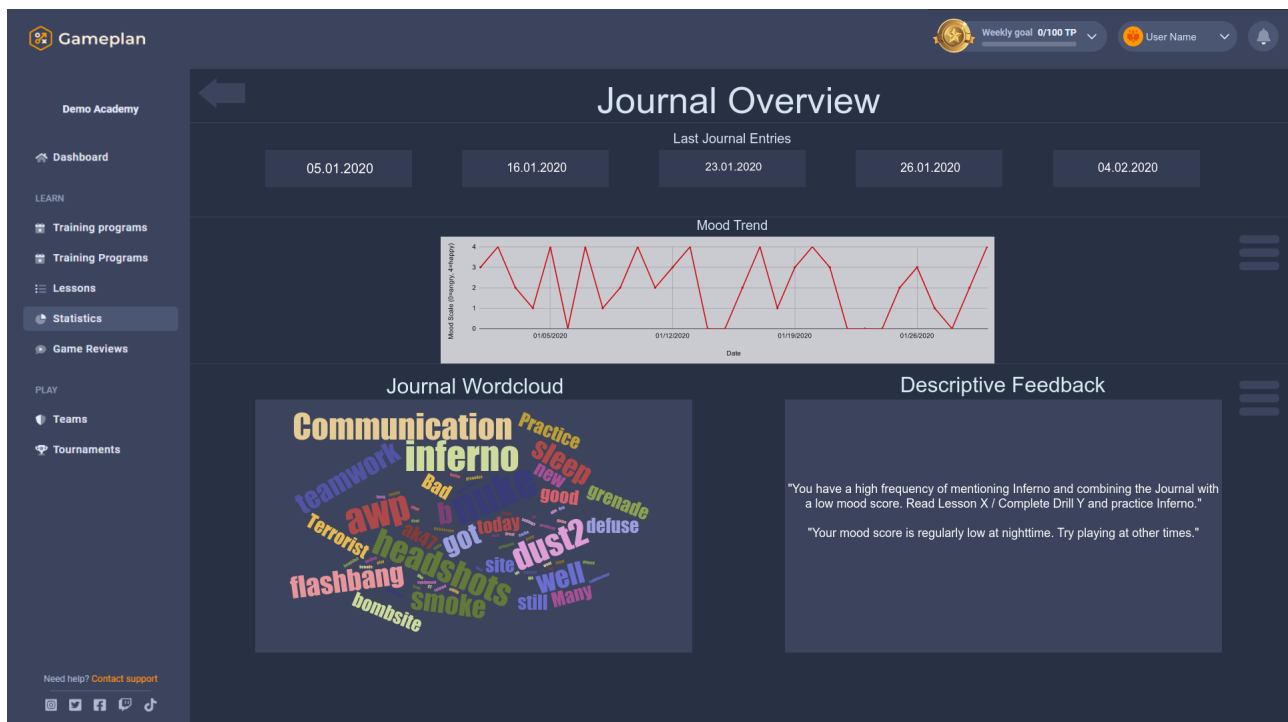 Gameplan
Weekly goal 0/100 TP
User Name
Demo Academy
Dashboard
LEARN
Training programs
Training Programs
Lessons
Statistics
Game Reviews
PLAY
Teams
Tournaments
Need help? Contact support
Journal Overview
Last Journal Entries
05.01.2020
16.01.2020
23.01.2020
26.01.2020
04.02.2020
Mood Trend
Mood Scale (0=angry, 4=happy)
4
3
2
1
0
01/05/2020
01/12/2020
01/19/2020
01/26/2020
Date
Journal Wordcloud
Communication
Practice
inferno
sleep
teamwork
new
Bad
nuke
good
grenade
awp
b
today
defuse
Terrorist
ak47
got
dust2
headshots
site
well
flashbang
smoke
still
Many
bombsite
Descriptive Feedback
"You have a high frequency of mentioning Inferno and combining the Journal with
a low mood score. Read Lesson X / Complete Drill Y and practice Inferno."
"Your mood score is regularly low at nighttime. Try playing at other times."